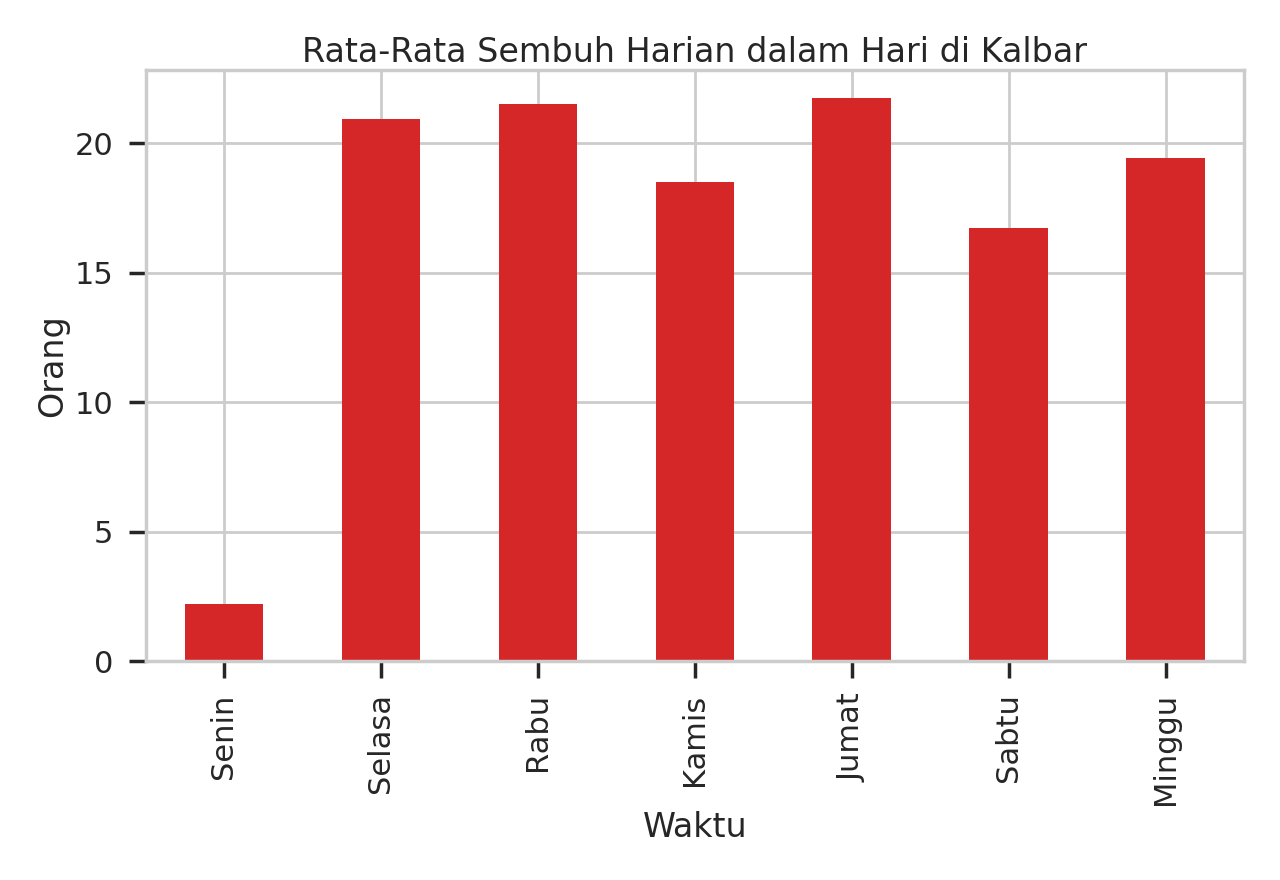 Rata-Rata Sembuh Harian dalam Hari di Kalbar
20
15
10
5
0
Orang
Senin
Selasa
Rabu
Kamis
Jumat
Sabtu
Minggu
Waktu